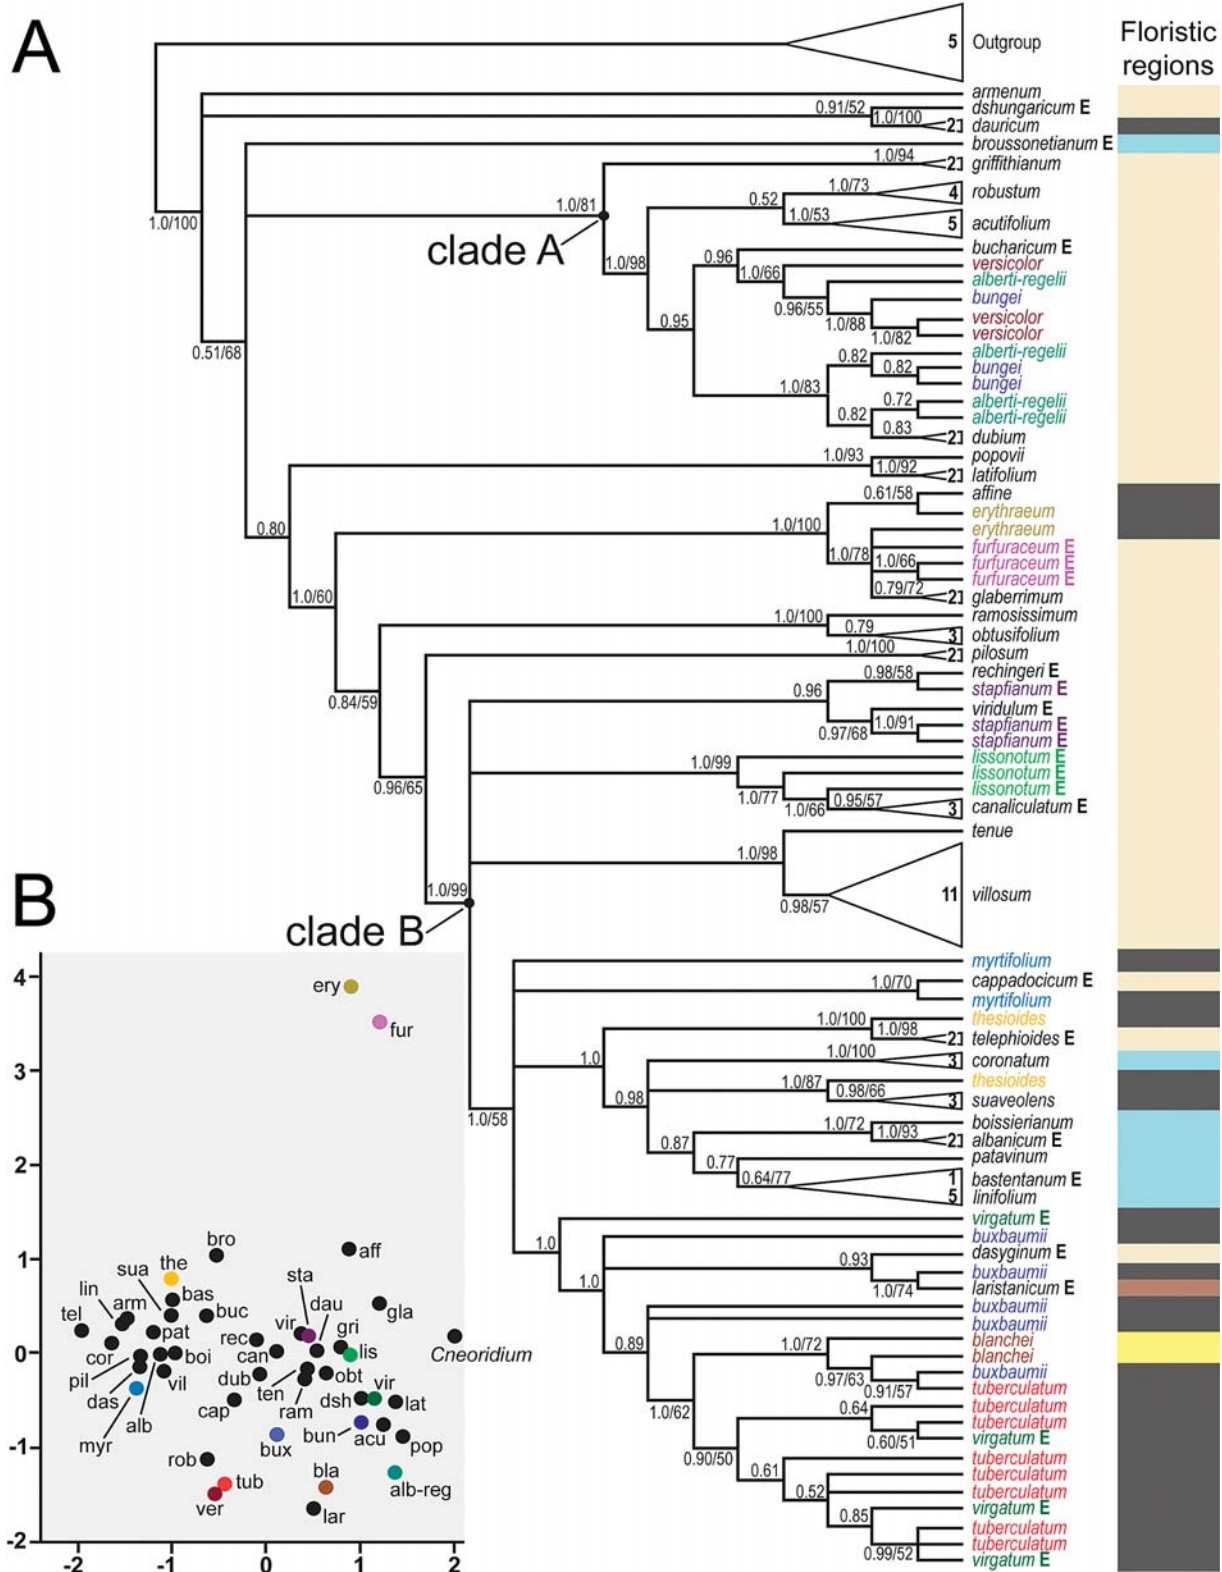 A
Floristic
regions
5 Outgroup
armenum
0.91/52 dshungaricum E
1.0/100 2 dauricum
broussonetianum E
1.0/94 2 griffithianum
1.0/81
1.0/73 4 robustum
0.52
1.0/100
1.0/53 5 acutifolium
clade A
bucharicum E
1.0/98 0.96 versicolor
1.0/66 alberti-regelii
bungei
0.96/55
0.95 1.0/88 versicolor
1.0/82 versicolor
0.51/68
0.82 alberti-regelii
0.82 bungei
bungei
1.0/83
0.72 alberti-regelii
0.82 alberti-regelii
0.83 2 dubium
1.0/93 popovii
1.0/92 2 latifolium
0.61/58 affine
erythraeum
0.80 1.0/100 erythraeum
furfuraceum E
1.0/78 1.0/66 furfuraceum E
furfuraceum E
0.79/72 2 glaberrimum
1.0/60
1.0/100 ramosissimum
0.79 3 obtusifolium
1.0/100 2 pilosum
0.98/58 rechingeri E
0.96 stapfianum E
0.84/59
viridulum E
0.97/68 1.0/91 stapfianum E
stapfianum E
1.0/99 lissonotum E
lissonotum E
0.96/65
1.0/77 lissonotum E
1.0/66 0.95/57 3 canaliculatum E
tenue
1.0/98
B
1.0/99
11 villosum
0.98/57
clade B
myrtifolium
1.0/70 cappadocicum E
myrtifolium
1.0/100 thesioides
1.0/98 2 telephioides E
1.0 1.0/100 3 coronatum
1.0/87 thesioides
0.98 0.98/66 3 suaveolens
1.0/58
1.0/72 boissierianum
0.87 1.0/93 2 albanicum E
0.77 patavinum
0.64/77 1 bastentanum E
5 linifolium
virgatum E
1.0 buxbaumii
0.93 dasyginum E
1.0 buxbaumii
1.0/74 laristanicum E
buxbaumii
buxbaumii
0.89 1.0/72 blanchei
blanchei
0.97/63 buxbaumii
0.91/57 tuberculatum
0.64 tuberculatum
1.0/62 tuberculatum
0.60/51 virgatum E
0.90/50
tuberculatum
0.61 tuberculatum
0.52 tuberculatum
0.85 virgatum E
tuberculatum
tuberculatum
0.99/52 virgatum E
4
ery
fur
3
2
1
bro
aff
sua
the
sta
lin
arm
bas
buc
dau
gla
tel
vir
gri
pat
rec
lis
Cneoridium
0
cor
boi
can
pil
vil
dub
obt
das
ten
dsh
vir
lat
alb
cap
ram
myr
bun
acu
pop
-1
bux
rob
tub
bla
alb-reg
ver
lar
-2
-2 -1 0 1 2